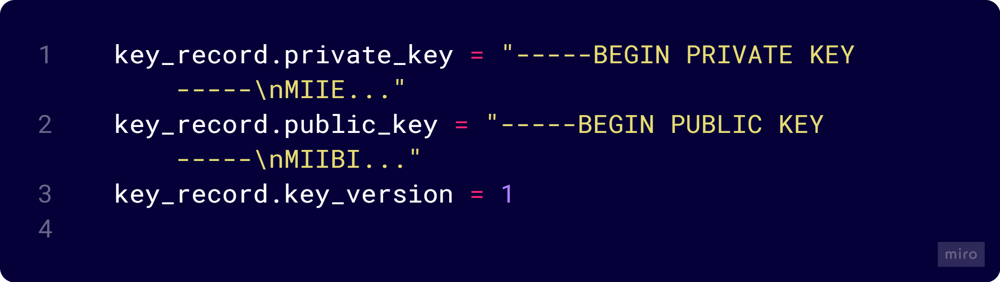 1 key_record.private_key = "-----BEGIN PRIVATE KEY
-----\nMIIE..."
2 key_record.public_key = "-----BEGIN PUBLIC KEY
-----\nMIIBI..."
3 key_record.key_version = 1
4
miro